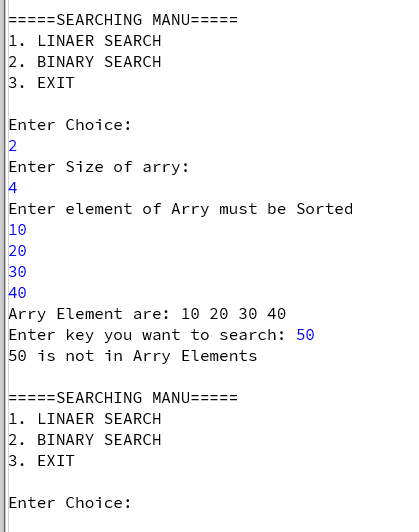 =====SEARCHING MANU=====
1. LINAER SEARCH
2. BINARY SEARCH
3. EXIT
Enter Choice:
2
Enter Size of arry:
4
Enter element of Arry must be Sorted
10
20
30
40
Arry Element are: 10 20 30 40
Enter key you want to search: 50
50 is not in Arry Elements
=====SEARCHING MANU=====
1. LINAER SEARCH
2. BINARY SEARCH
3. EXIT
Enter Choice: